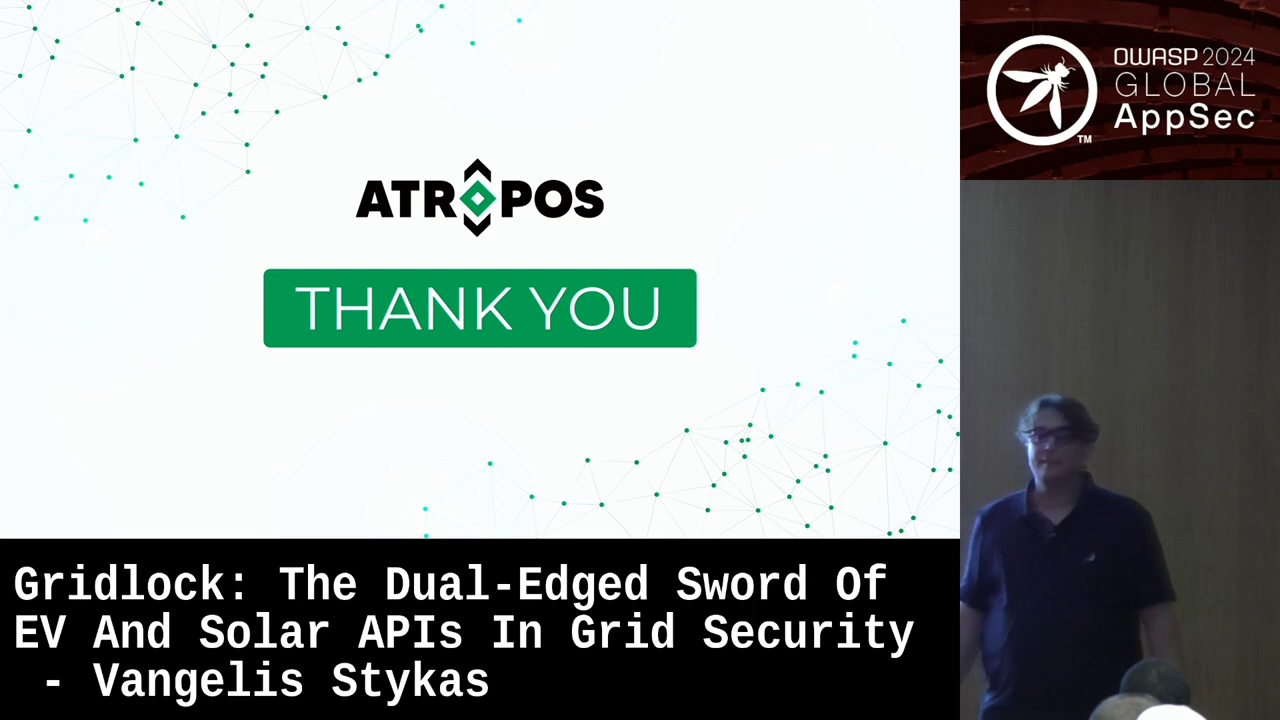 ATROPOS
THANK YOU
OWASP 2024
GLOBAL
AppSec
TM
Gridlock: The Dual-Edged Sword Of
EV And Solar APIs In Grid Security
- Vangelis Stykas